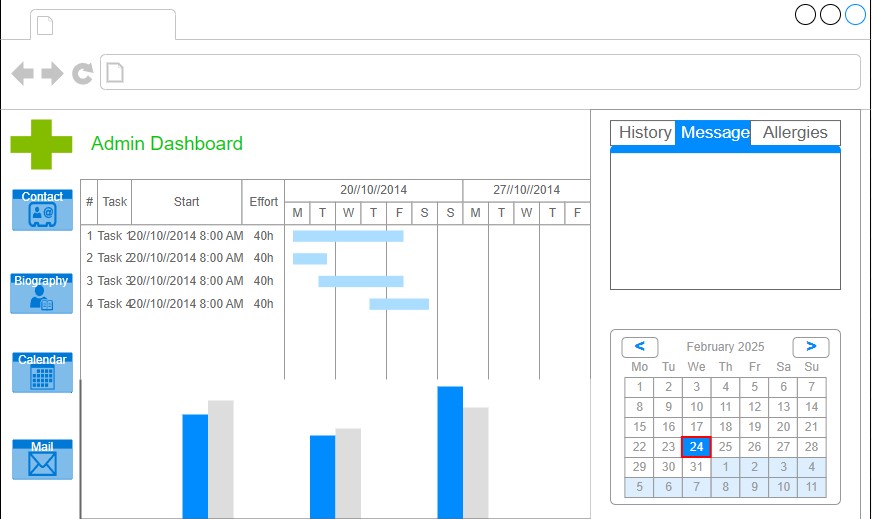 Admin Dashboard
Contact
Biography
Calendar
Mail
# Task Start Effort 20//10//2014 27//10//2014
M T W T F S S M T W T F
1 Task 1 20//10//2014 8:00 AM 40h
2 Task 2 20//10//2014 8:00 AM 40h
3 Task 3 20//10//2014 8:00 AM 40h
4 Task 4 20//10//2014 8:00 AM 40h
History Message Allergies
< February 2025 >
Mo Tu We Th Fr Sa Su
1 2 3 4 5 6 7
8 9 10 11 12 13 14
15 16 17 18 19 20 21
22 23 24 25 26 27 28
29 30 31 1 2 3 4
5 6 7 8 9 10 11